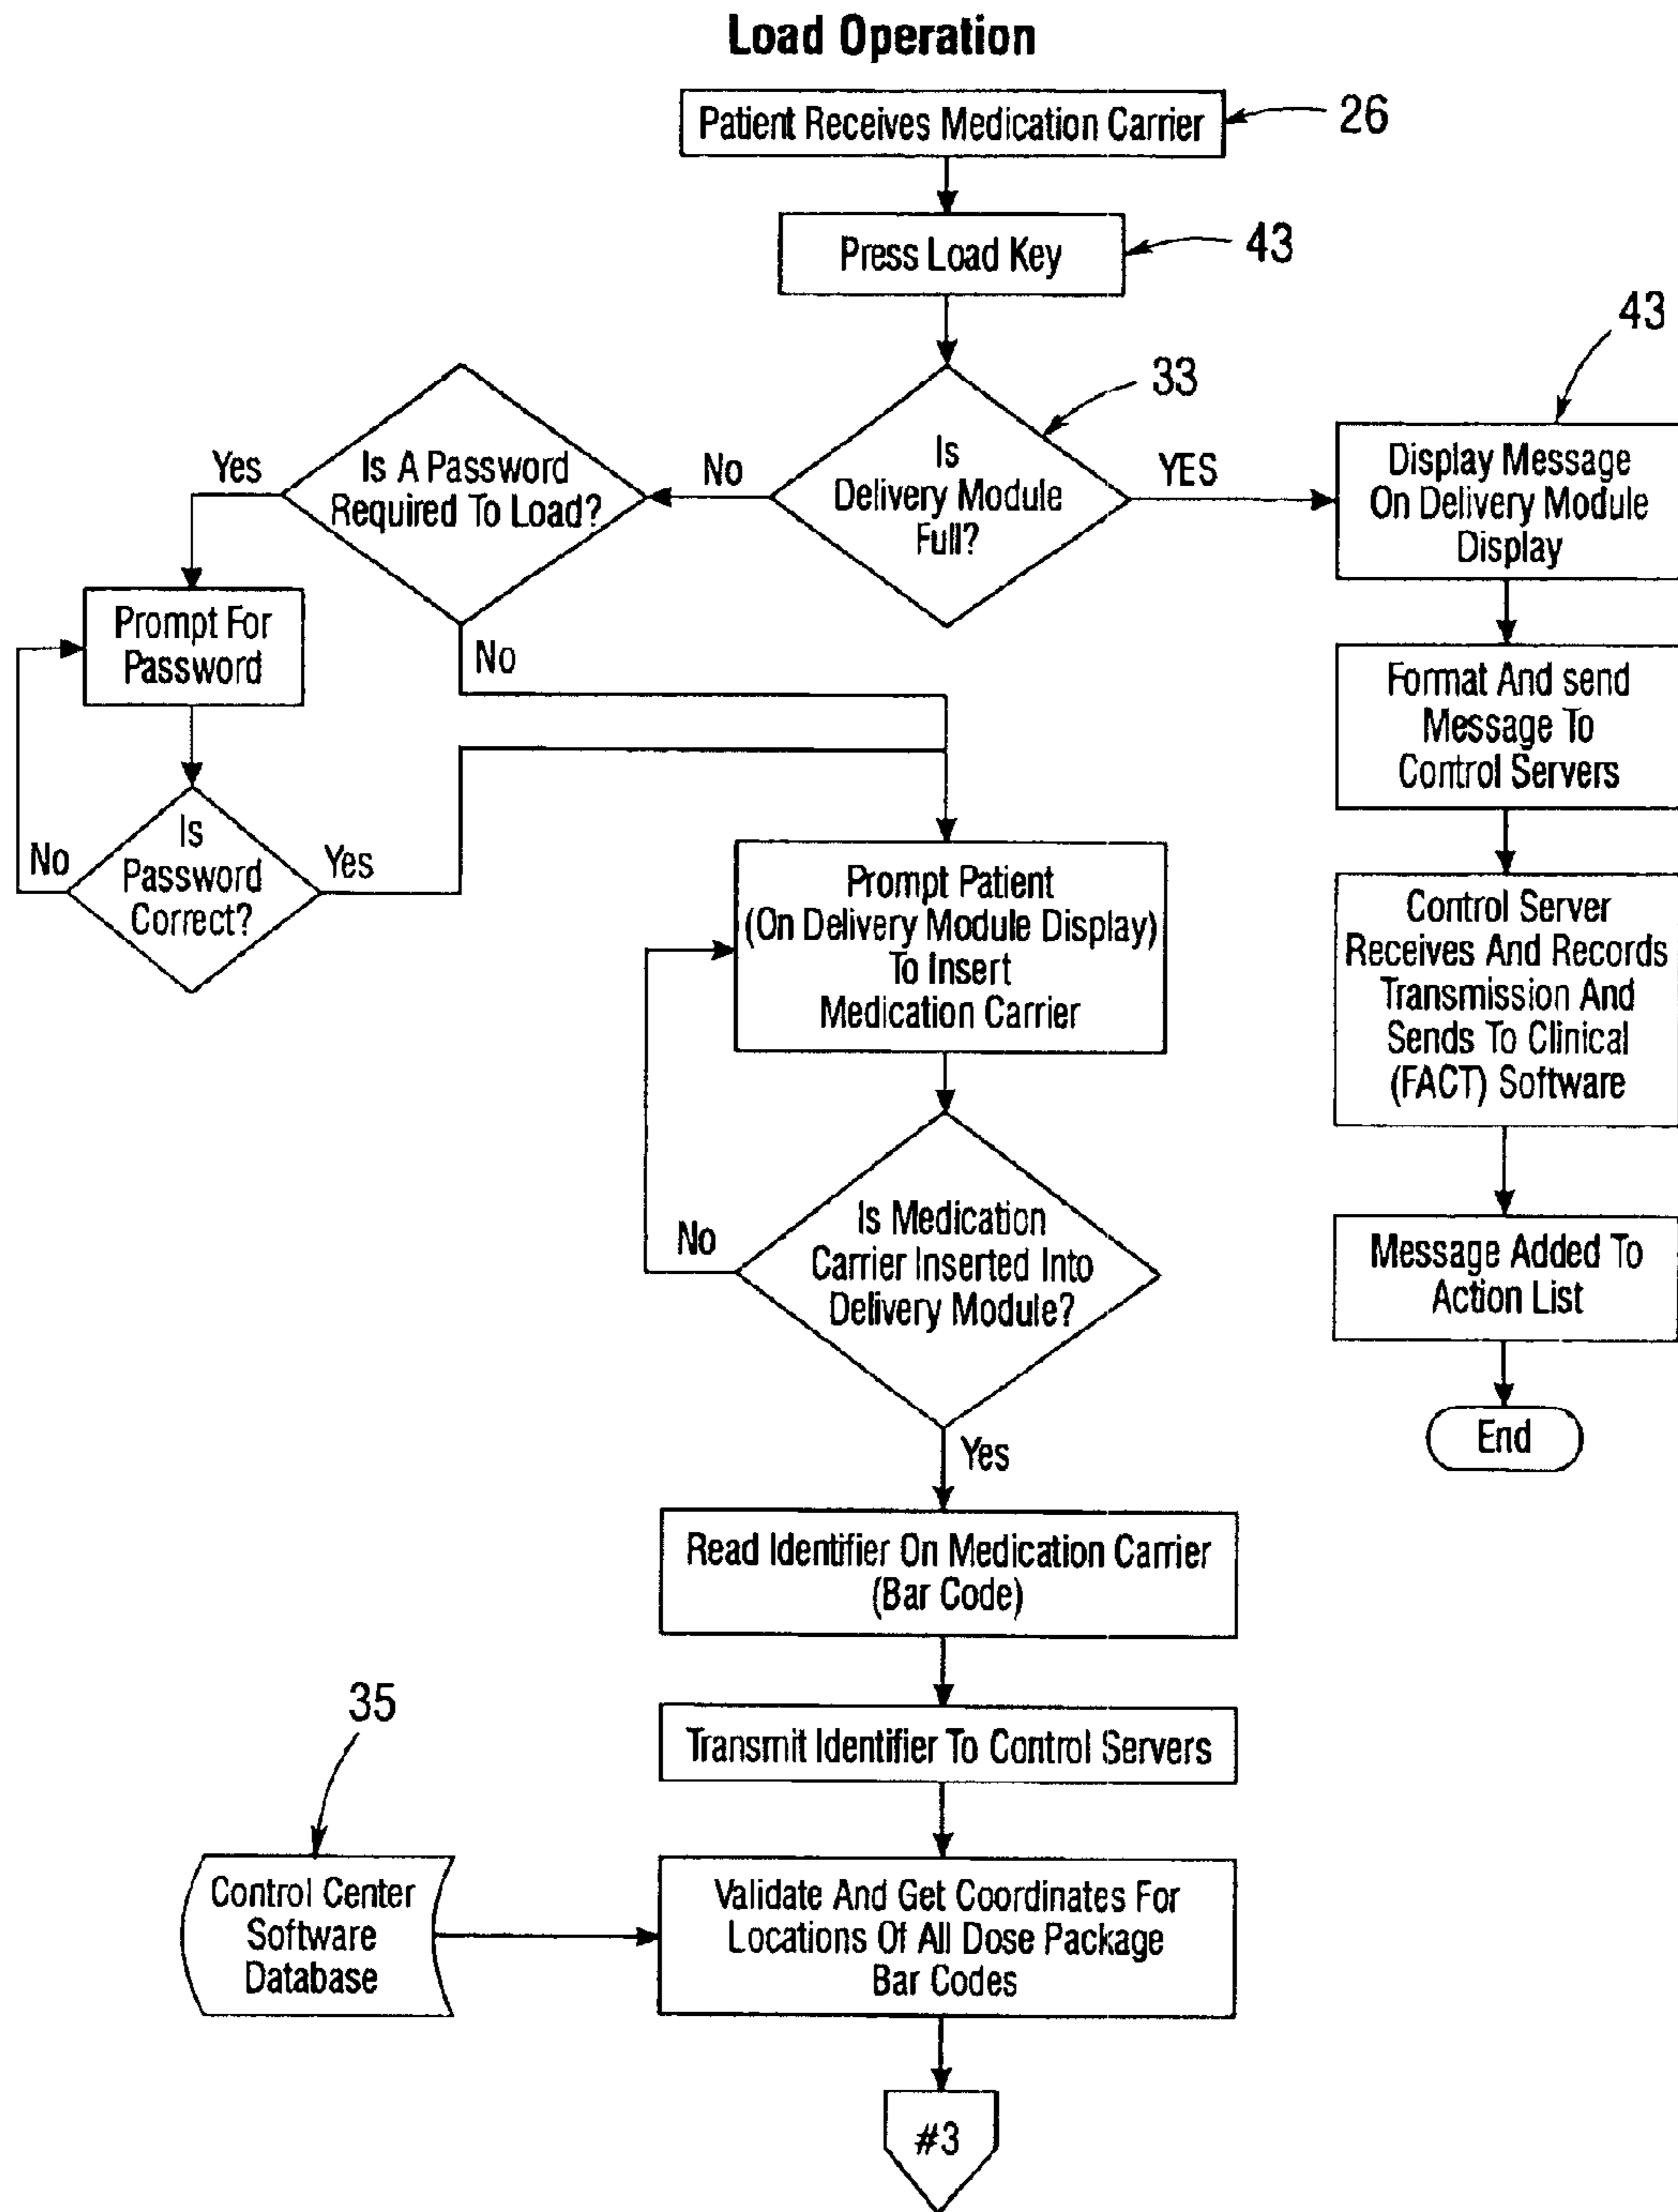 Load Operation
Patient Receives Medication Carrier
26
Press Load Key
43
43
33
Is
Delivery Module
Full?
No
YES
Is A Password
Required To Load?
Yes
No
Prompt For
Password
Is
Password
Correct?
No
Yes
Display Message
On Delivery Module
Display
Format And send
Message To
Control Servers
Control Server
Receives And Records
Transmission And
Sends To Clinical
(FACT) Software
Message Added To
Action List
End
Prompt Patient
(On Delivery Module Display)
To Insert
Medication Carrier
Is Medication
Carrier Inserted Into
Delivery Module?
No
Yes
Read Identifier On Medication Carrier
(Bar Code)
Transmit Identifier To Control Servers
35
Control Center
Software
Database
Validate And Get Coordinates For
Locations Of All Dose Package
Bar Codes
#3